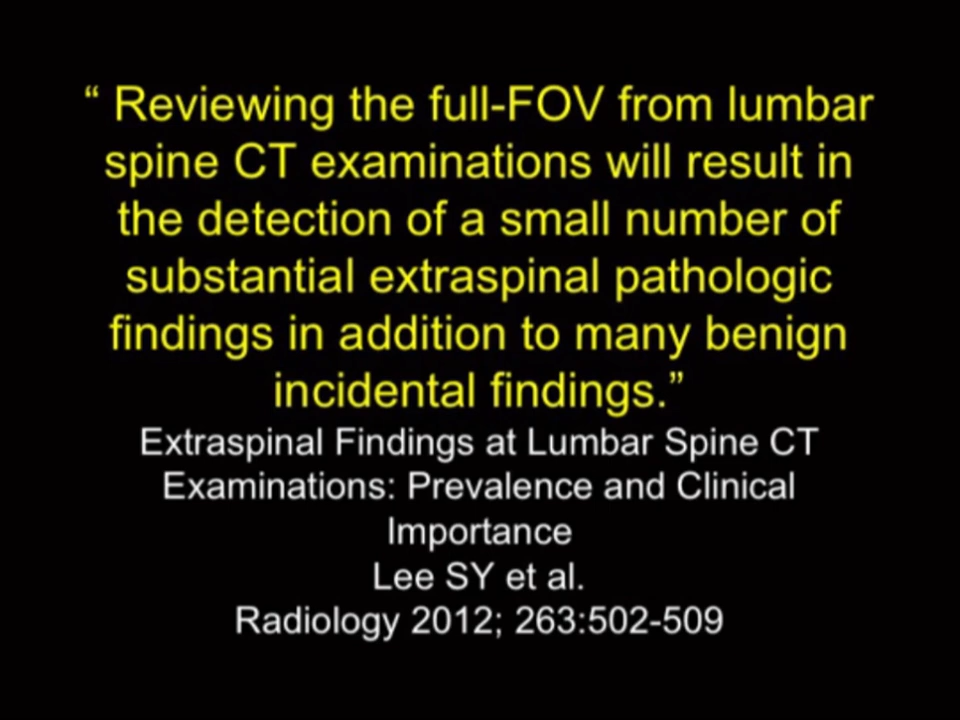 “ Reviewing the full-FOV from lumbar
spine CT examinations will result in
the detection of a small number of
substantial extraspinal pathologic
findings in addition to many benign
incidental findings.”
Extraspinal Findings at Lumbar Spine CT
Examinations: Prevalence and Clinical
Importance
Lee SY et al.
Radiology 2012; 263:502-509